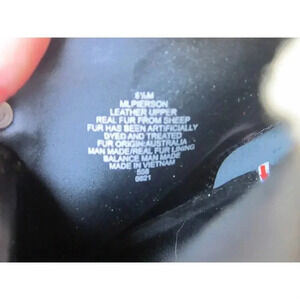 6½M
MLPIERSON
LEATHER UPPER
REAL FUR FROM SHEEP
FUR HAS BEEN ARTIFICIALLY
DYED AND TREATED
FUR ORIGIN:AUSTRALIA
MAN MADE/REAL FUR LINING
BALANCE MAN MADE
MADE IN VIETNAM
556
0821